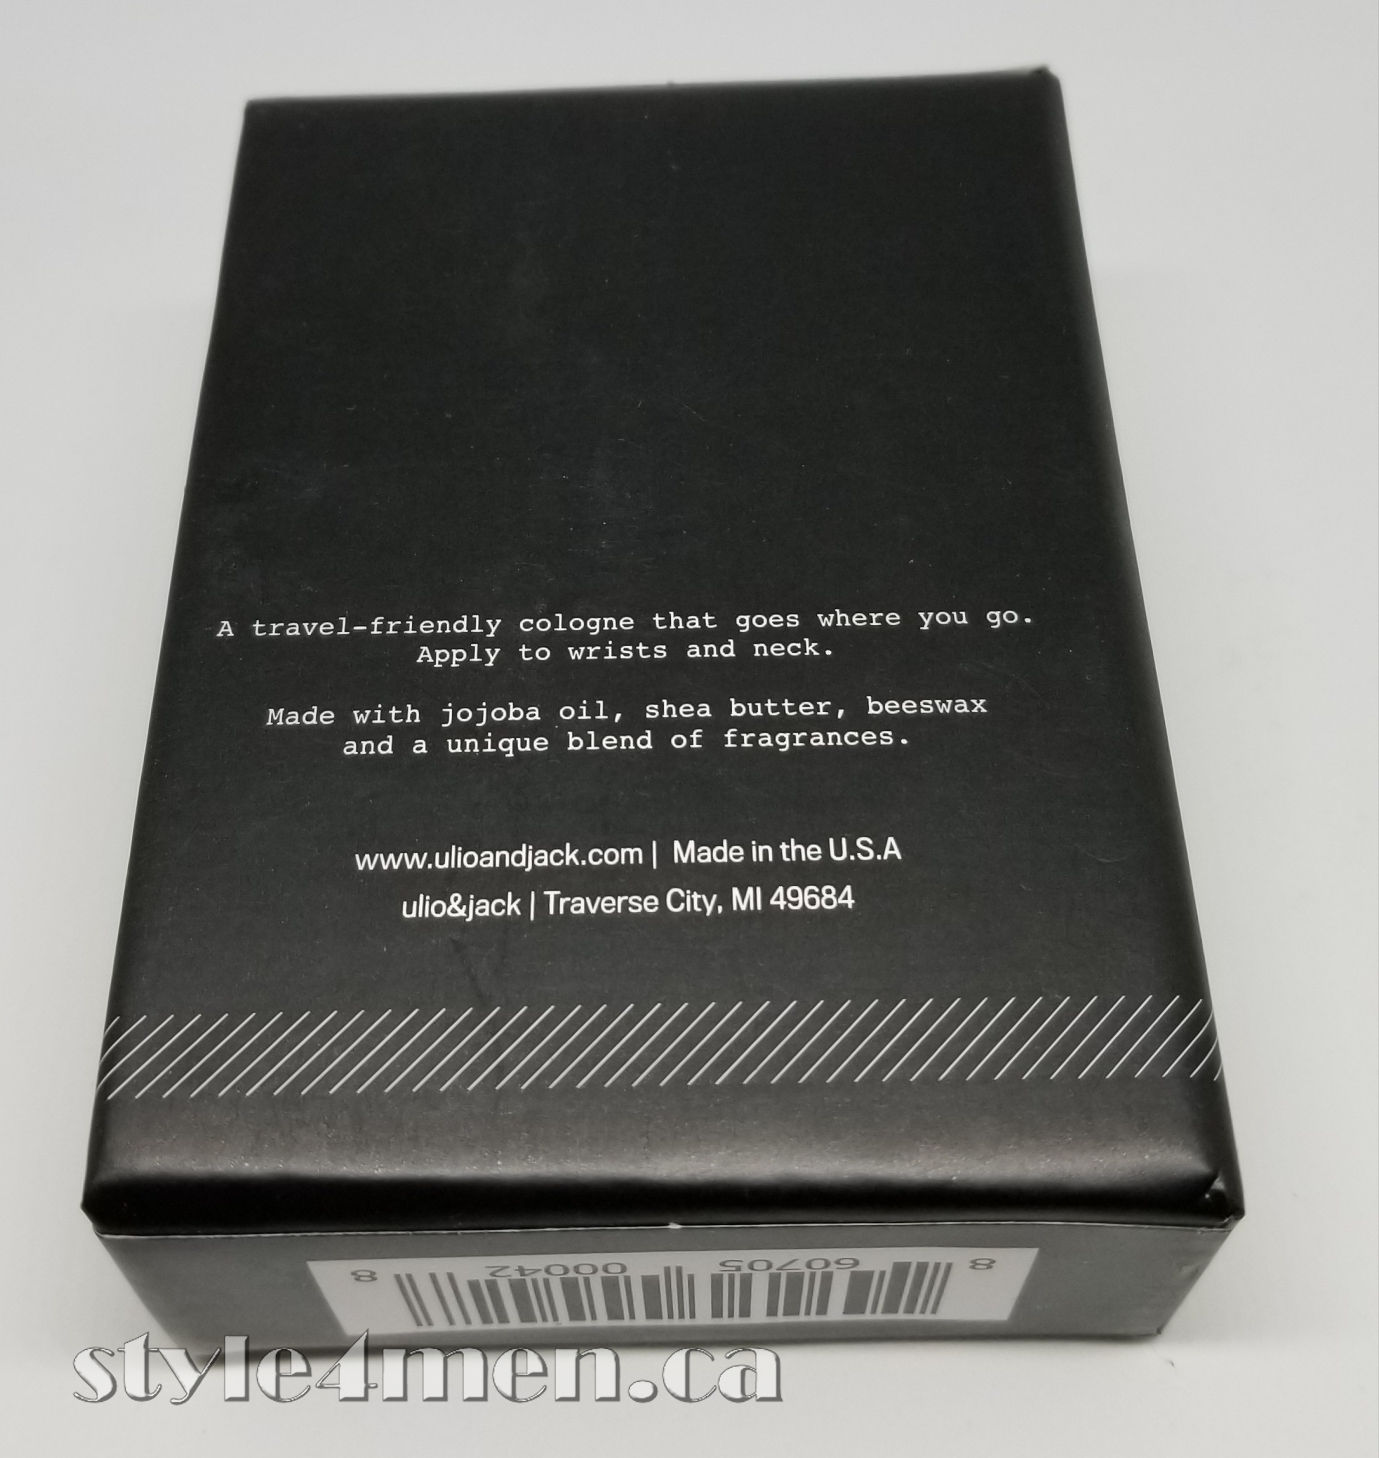 A travel-friendly cologne that goes where you go.
Apply to wrists and neck.
Made with jojoba oil, shea butter, beeswax
and a unique blend of fragrances.
www.ulioandjack.com | Made in the U.S.A
ulio&jack | Traverse City, MI 49684
8 60705 00042 8
style4men.ca